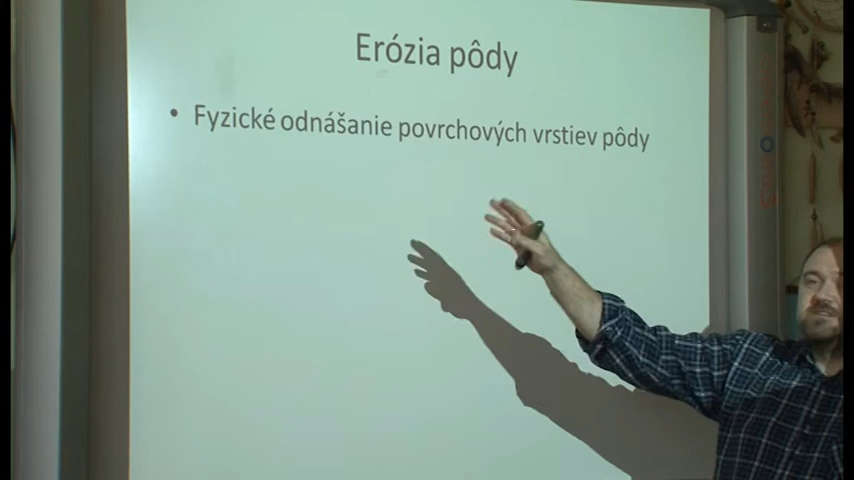 Erózia pôdy
• Fyzické odnášanie povrchových vrstiev pôdy